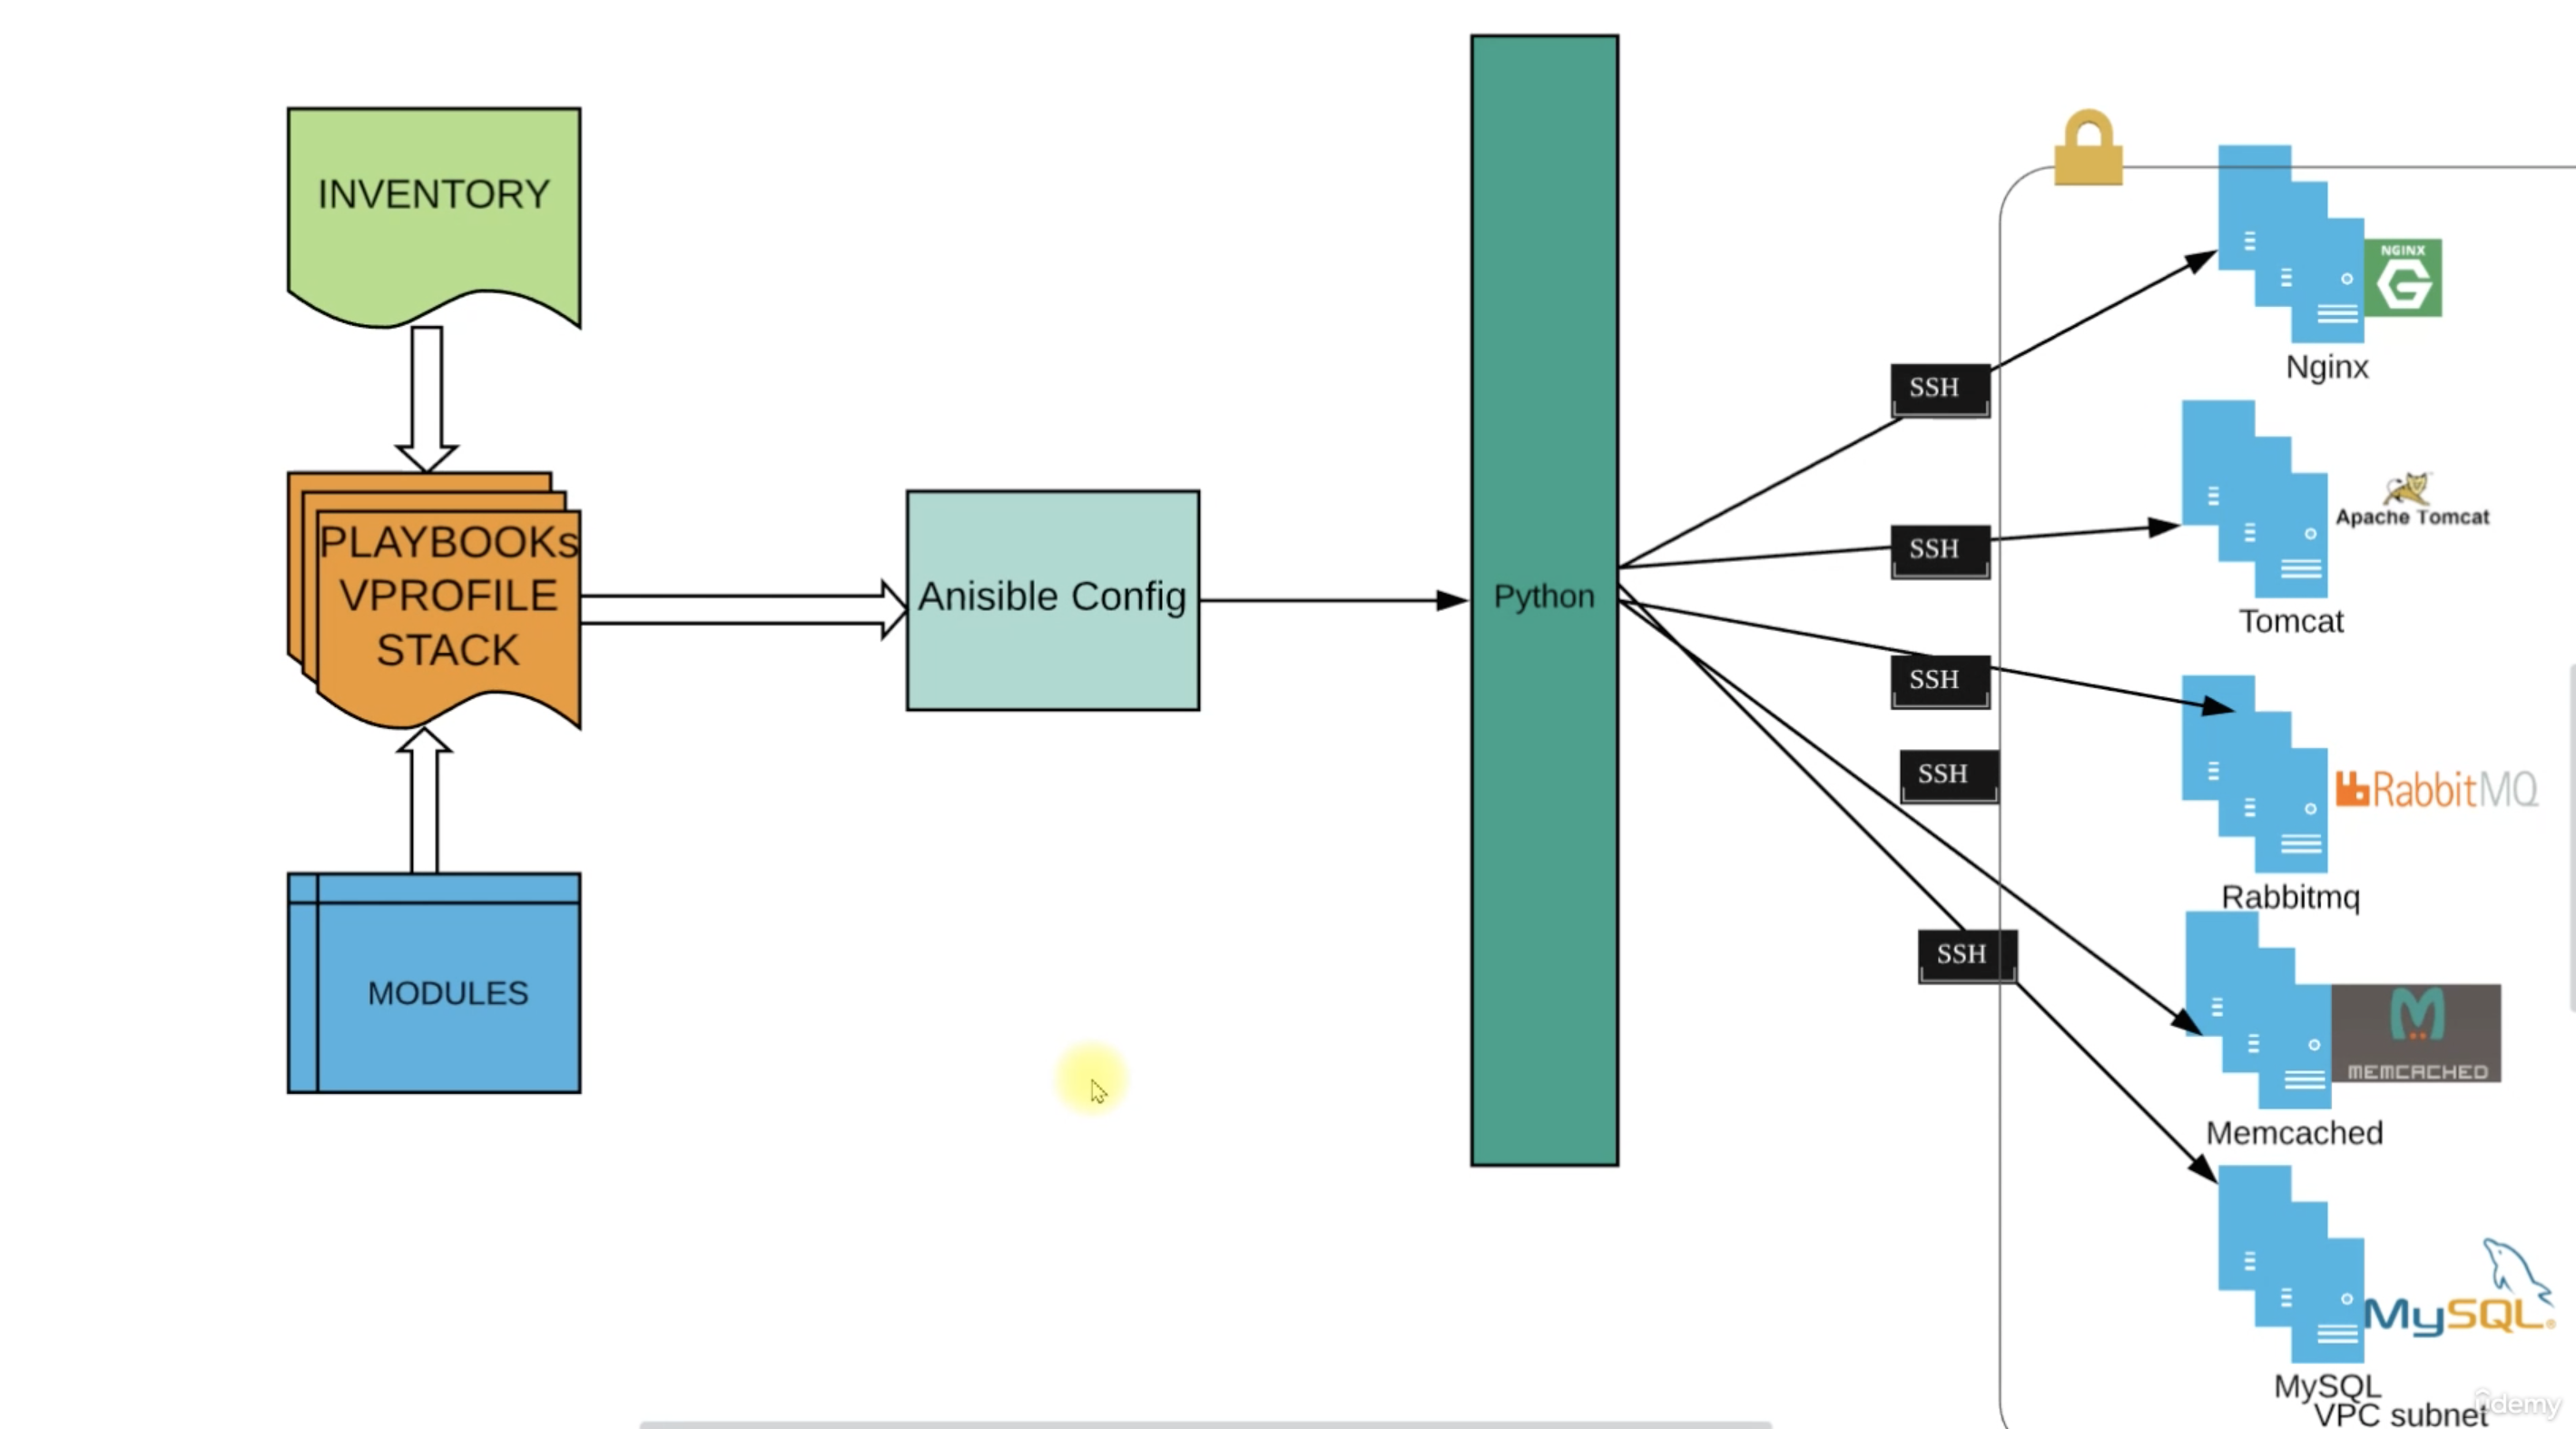 INVENTORY
PLAYBOOKs
VPROFILE
STACK
MODULES
Anisible Config
Python
SSH
SSH
SSH
SSH
SSH
NGINX
Nginx
Apache Tomcat
Tomcat
RabbitMQ
Rabbitmq
MEMCACHED
Memcached
MySQL®
MySQL
VPC subnet
ûdemy